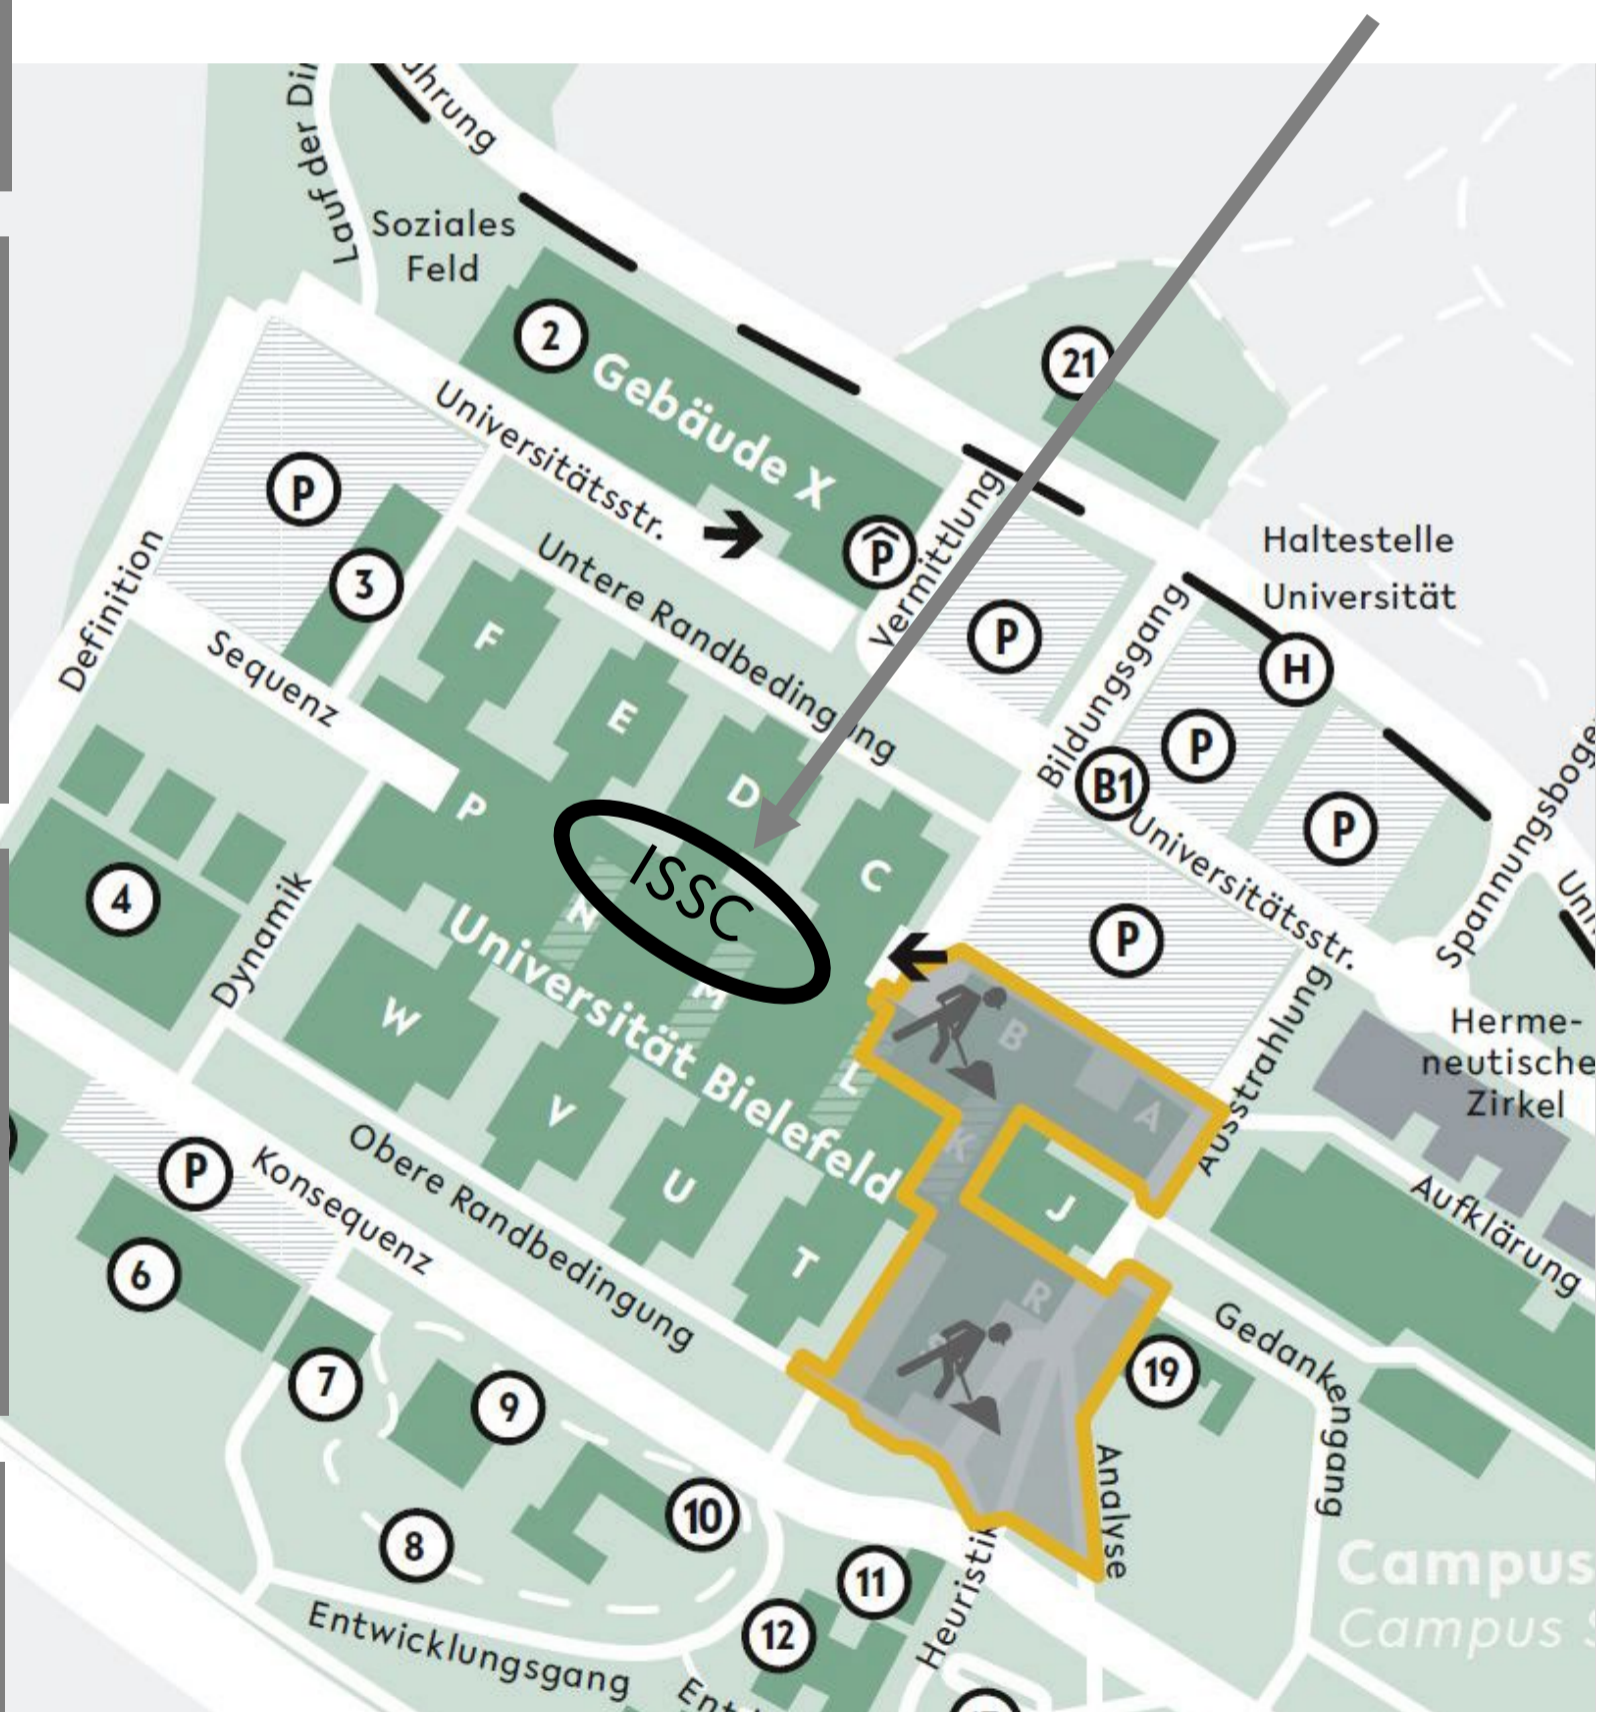 Lauf der
Soziales
Feld
2
Gebäude X
21
Universitätsstr.
P
P
Vermittlung
Haltestelle
Universität
3
Untere Randbedingung
Definition
F
P
H
Sequenz
E
Bildungsgang
P
B1
D
P
C
P
Universitätsstr.
ISSC
4
N
Dynamik
P
Universität Bielefeld
M
W
B
Ausstrahlung
Herme-
neutische
Zirkel
L
A
V
K
J
Obere Randbedingung
U
P
Konsequenz
T
Aufklärung
6
R
Gedankengang
7
19
9
Analyse
10
8
11
12
Heuristik
Campus
Campus
Entwicklungsgang